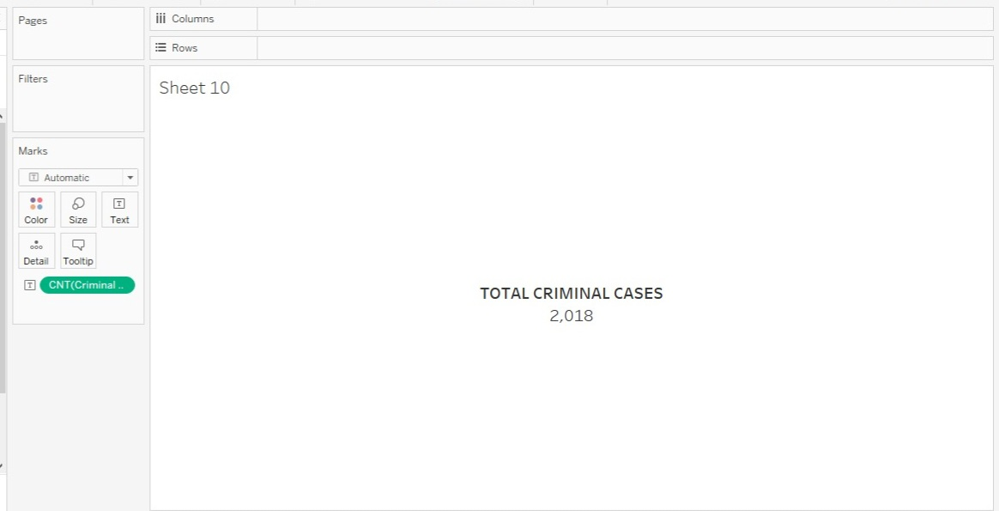 Pages
Columns
Rows
Filters
Sheet 10
Marks
T Automatic
Color Size T Text
Detail Tooltip
T CNT(Criminal ..
TOTAL CRIMINAL CASES
2,018